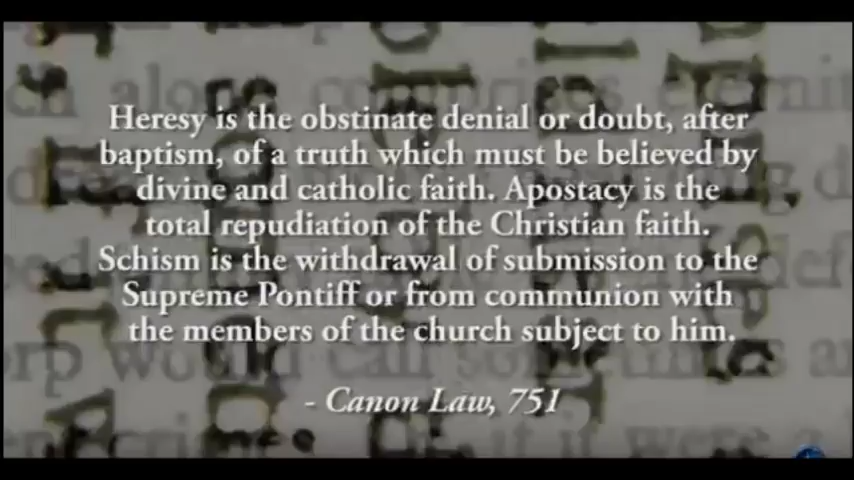 Heresy is the obstinate denial or doubt, after
baptism, of a truth which must be believed by
divine and catholic faith. Apostacy is the
total repudiation of the Christian faith.
Schism is the withdrawal of submission to the
Supreme Pontiff or from communion with
the members of the church subject to him.
- Canon Law, 751